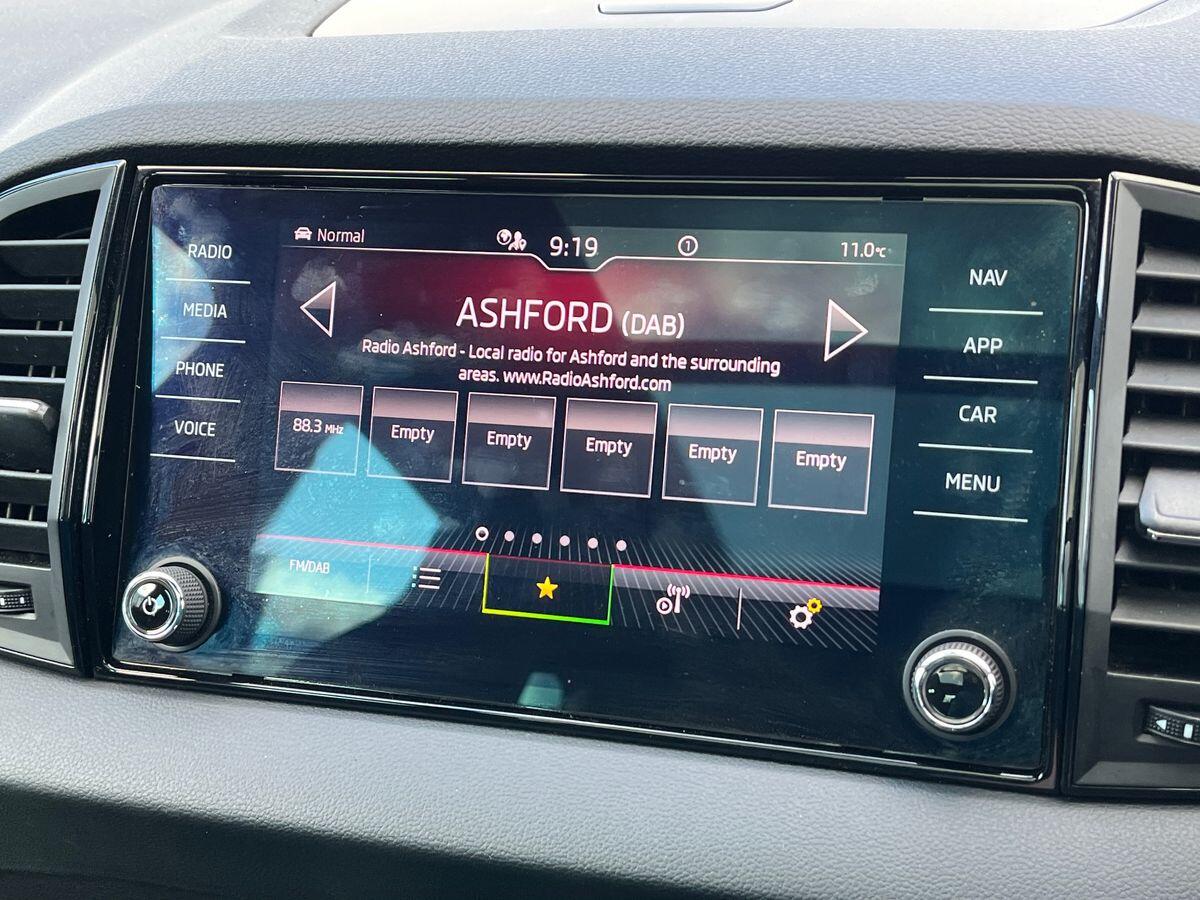 Normal
9:19
1
11.0°C
RADIO
MEDIA
PHONE
VOICE
ASHFORD (DAB)
Radio Ashford - Local radio for Ashford and the surrounding
areas. www.RadioAshford.com
88.3 MHz
Empty
Empty
Empty
Empty
Empty
FM/DAB
NAV
APP
CAR
MENU